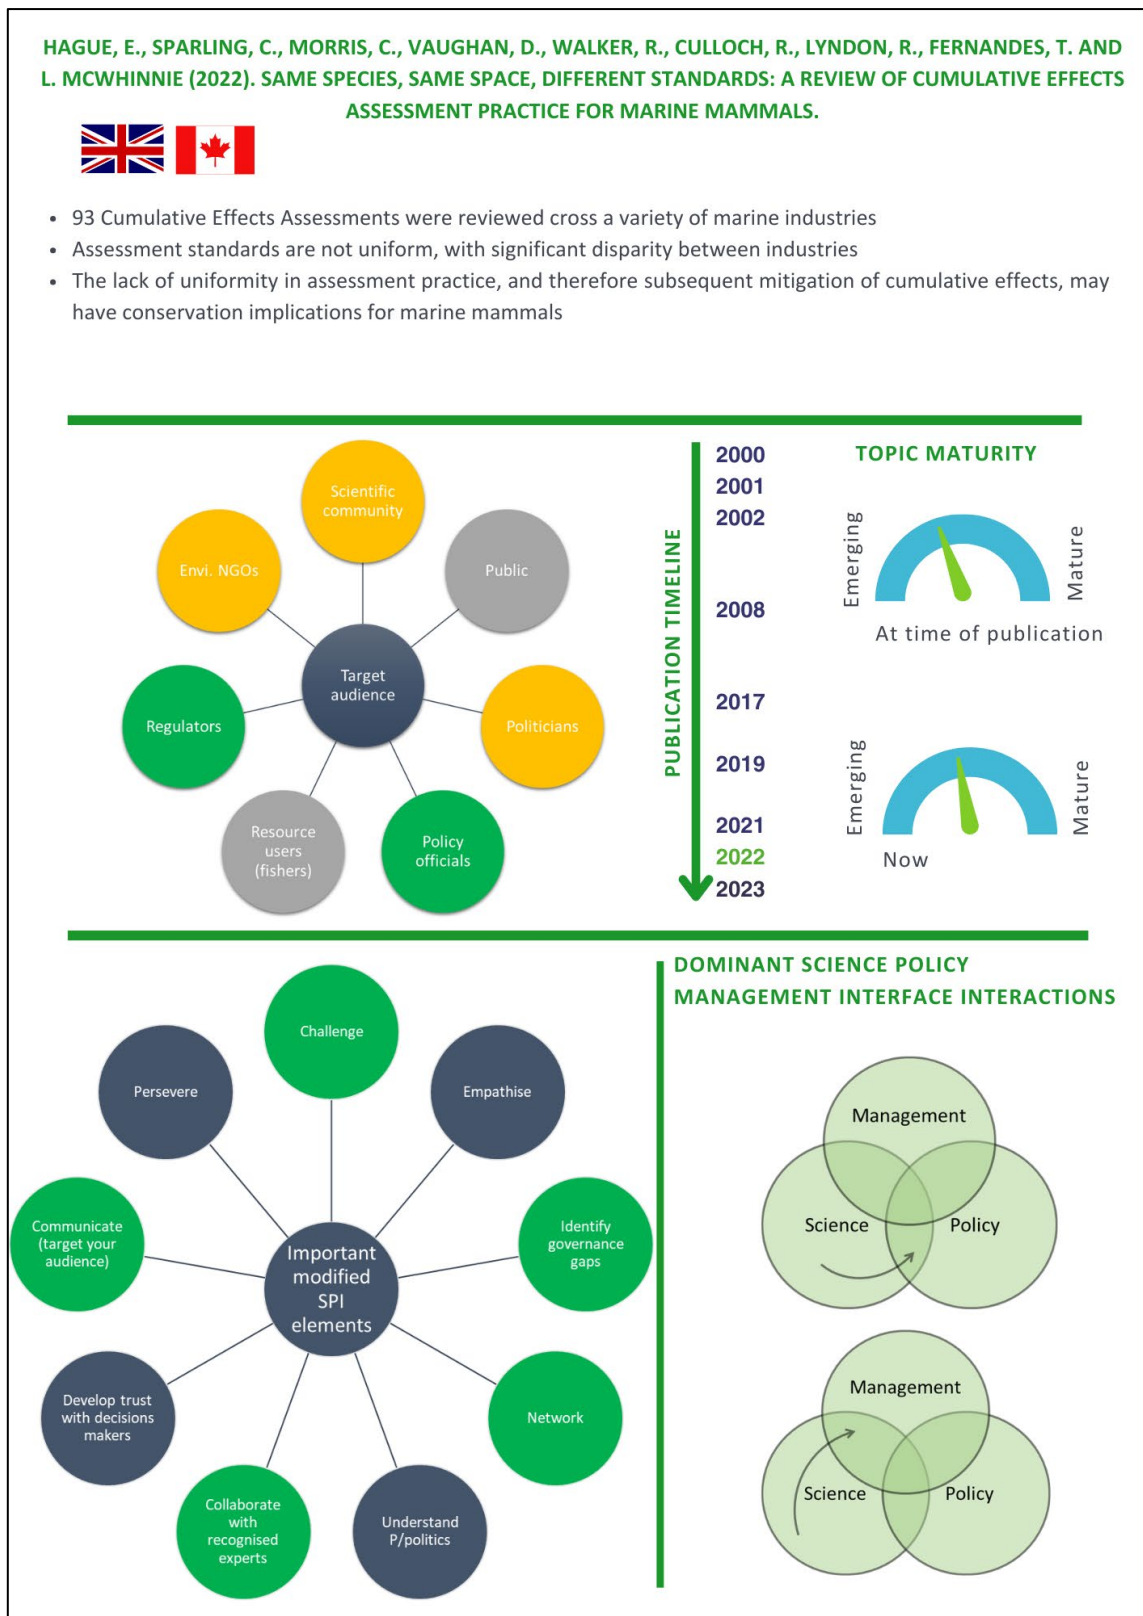 HAGUE, E., SPARLING, C., MORRIS, C., VAUGHAN, D., WALKER, R., CULLOCH, R., LYNDON, R., FERNANDES, T. AND
L. MCWHINNIE (2022). SAME SPECIES, SAME SPACE, DIFFERENT STANDARDS: A REVIEW OF CUMULATIVE EFFECTS
ASSESSMENT PRACTICE FOR MARINE MAMMALS.
• 93 Cumulative Effects Assessments were reviewed cross a variety of marine industries
• Assessment standards are not uniform, with significant disparity between industries
• The lack of uniformity in assessment practice, and therefore subsequent mitigation of cumulative effects, may
have conservation implications for marine mammals
Scientific
community
Envi. NGOs
Public
Target
audience
Regulators
Politicians
Resource
users
(fishers)
Policy
officials
PUBLICATION TIMELINE
2000
2001
2002
2008
2017
2019
2021
2022
2023
TOPIC MATURITY
Emerging
Mature
At time of publication
Emerging
Mature
Now
Challenge
Persevere
Empathise
Communicate
(target your
audience)
Identify
governance
gaps
Important
modified
SPI
elements
Develop trust
with decisions
makers
Network
Collaborate
with
recognised
experts
Understand
P/politics
DOMINANT SCIENCE POLICY
MANAGEMENT INTERFACE INTERACTIONS
Management
Science
Policy
Management
Science
Policy